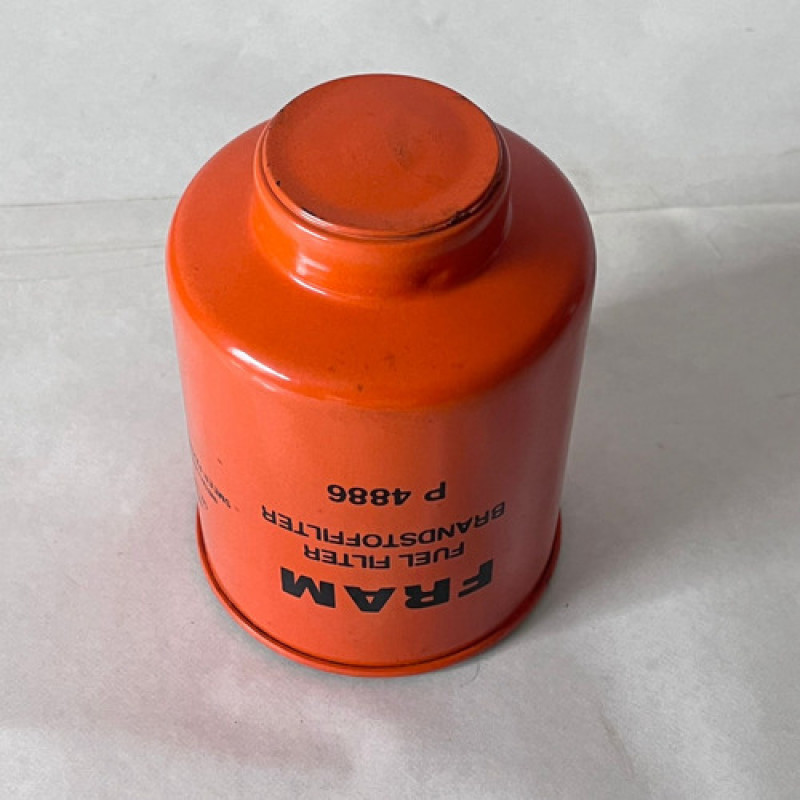 FRAM
FUEL FILTER
BRANDSTOFFILTER
P 4886